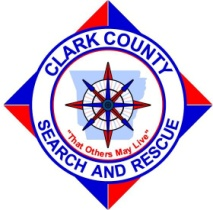 CLARK COUNTY
"That Others May Live"
SEARCH AND RESCUE